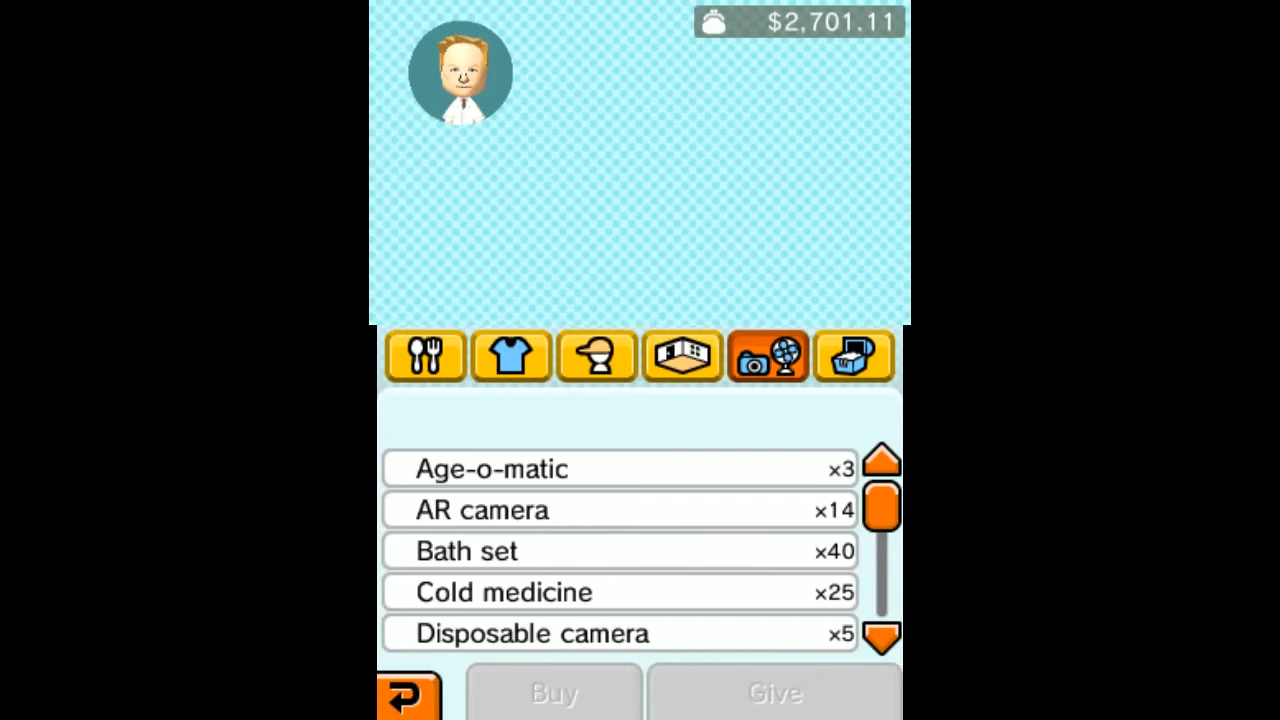 $2,701.11
Age-o-matic ×3
AR camera ×14
Bath set ×40
Cold medicine ×25
Disposable camera ×5
Buy Give